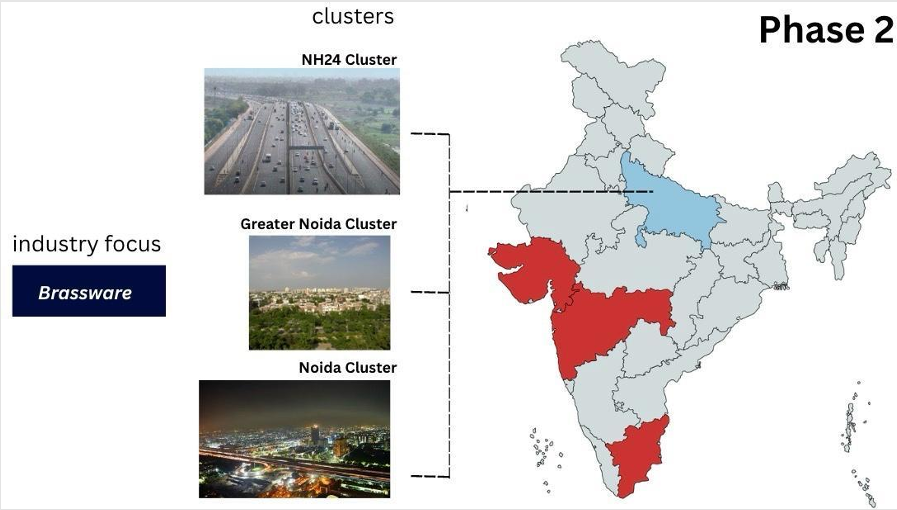 clusters
Phase 2
NH24 Cluster
Greater Noida Cluster
industry focus
Brassware
Noida Cluster